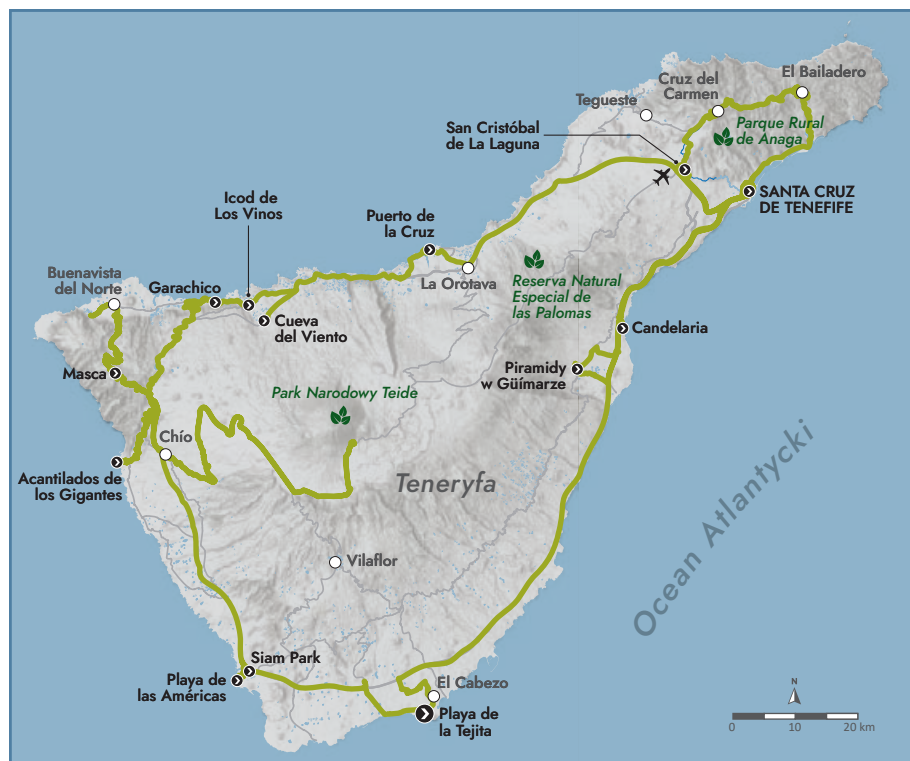 El Bailadero
Cruz del
Carmen
Tegueste
Parque Rural
de Anaga
San Cristóbal
de La Laguna
SANTA CRUZ
DE TENEFIFE
Icod de
Los Vinos
Puerto de
la Cruz
La Orotava
Reserva Natural
Especial de
las Palomas
Buenavista
del Norte
Garachico
Cueva
del Viento
Candelaria
Masca
Piramidy
w Güímarze
Park Narodowy Teide
Chío
Acantilados de
los Gigantes
Teneryfa
Ocean Atlantycki
Vilaflor
Siam Park
Playa de
las Américas
El Cabezo
Playa de
la Tejita
N
0 10 20 km